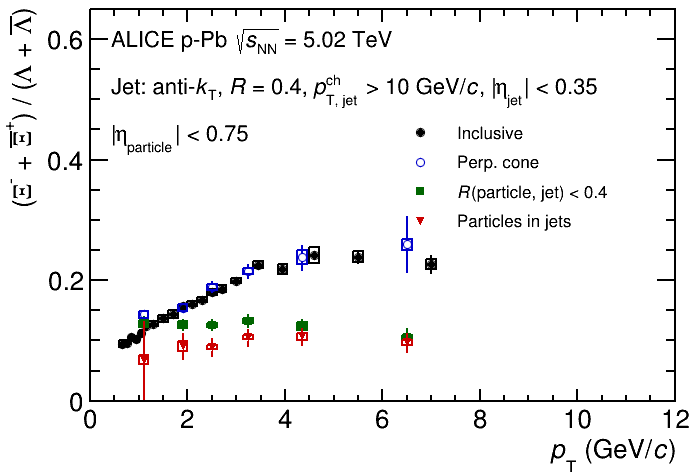 (Ξ⁻ + Ξ̅⁺) / (Λ + Λ̅)
0.6
0.4
0.2
0
ALICE p-Pb √sNN = 5.02 TeV
Jet: anti-kT, R = 0.4, p^ch_T, jet > 10 GeV/c, |ηjet| < 0.35
|ηparticle| < 0.75
Inclusive
Perp. cone
R(particle, jet) < 0.4
Particles in jets
0 2 4 6 8 10 12
pT (GeV/c)